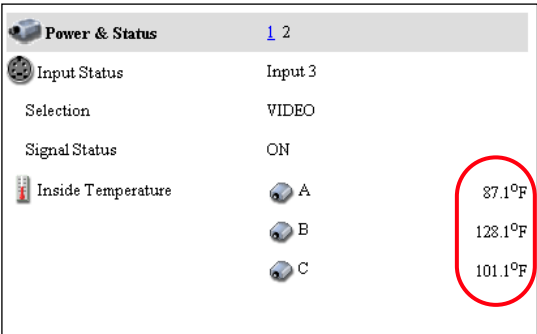 Power & Status 1 2
Input Status Input 3
Selection VIDEO
Signal Status ON
Inside Temperature A 87.1°F
B 128.1°F
C 101.1°F